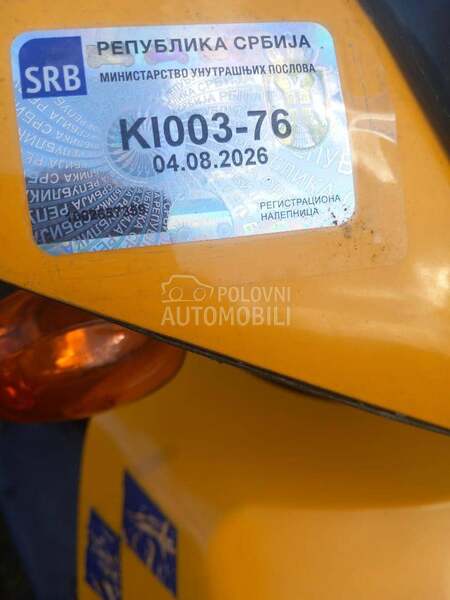 SRB
РЕПУБЛИКА СРБИЈА
МИНИСТАРСТВО УНУТРАШЊИХ ПОСЛОВА
KI003-76
04.08.2026
РЕГИСТРАЦИОНА
НАЛЕПНИЦА
POLOVNI
AUTOMOBILI